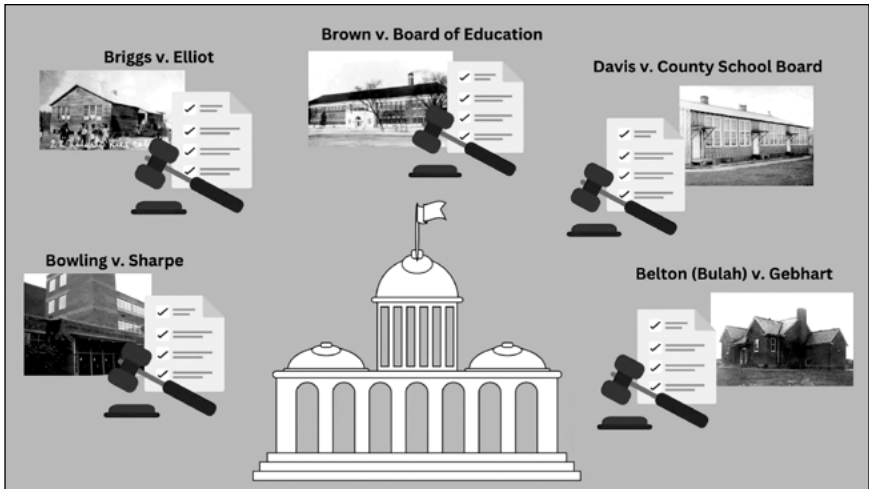 Brown v. Board of Education
Briggs v. Elliot
Davis v. County School Board
Bowling v. Sharpe
Belton (Bulah) v. Gebhart